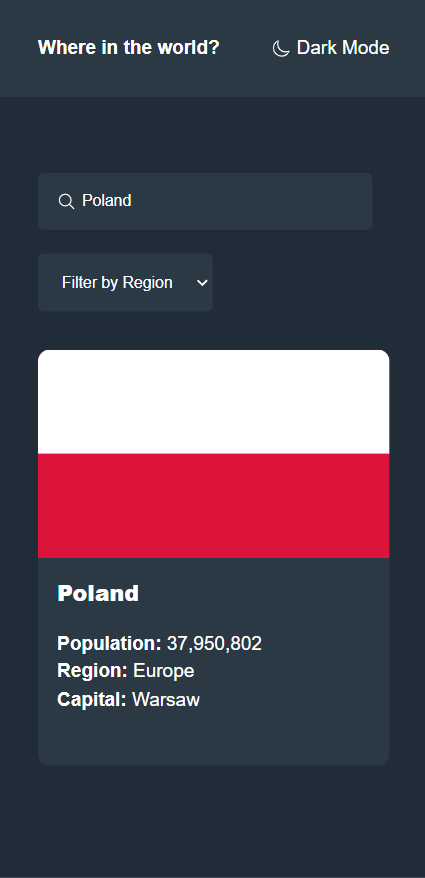 Where in the world? Dark Mode
Poland
Filter by Region
Poland
Population: 37,950,802
Region: Europe
Capital: Warsaw